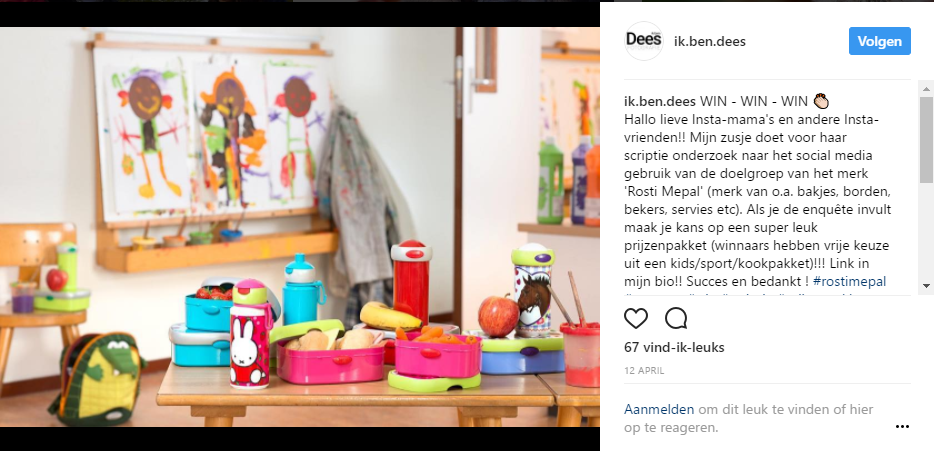 Dees
ik.ben.dees
Volgen
ik.ben.dees WIN - WIN - WIN 👏
Hallo lieve Insta-mama's en andere Insta-
vrienden!! Mijn zusje doet voor haar
scriptie onderzoek naar het social media
gebruik van de doelgroep van het merk
'Rosti Mepal' (merk van o.a. bakjes, borden,
bekers, servies etc). Als je de enquête invult
maak je kans op een super leuk
prijzenpakket (winnaars hebben vrije keuze
uit een kids/sport/kookpakket)!!! Link in
mijn bio!! Succes en bedankt ! #rostimepal
67 vind-ik-leuks
12 APRIL
Aanmelden om dit leuk te vinden of hier
op te reageren.